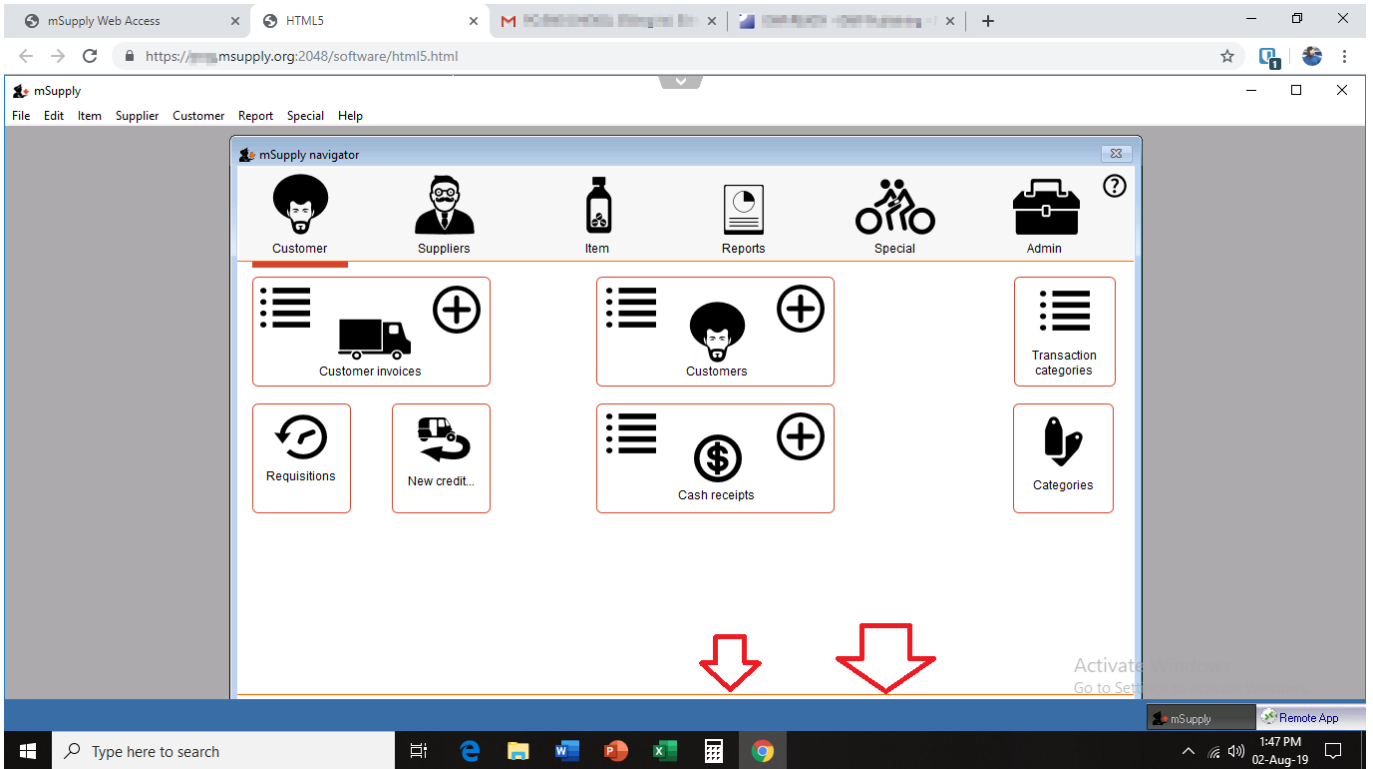 mSupply Web Access
HTML5
https:// msupply.org:2048/software/html5.html
1
mSupply
File Edit Item Supplier Customer Report Special Help
mSupply navigator
?
Customer Suppliers Item Reports Special Admin
Customer invoices
Customers
Transaction
categories
Requisitions
New credit...
$
Cash receipts
Categories
Activate Windows
Go to Set
mSupply
Remote App
Type here to search
1:47 PM
02-Aug-19